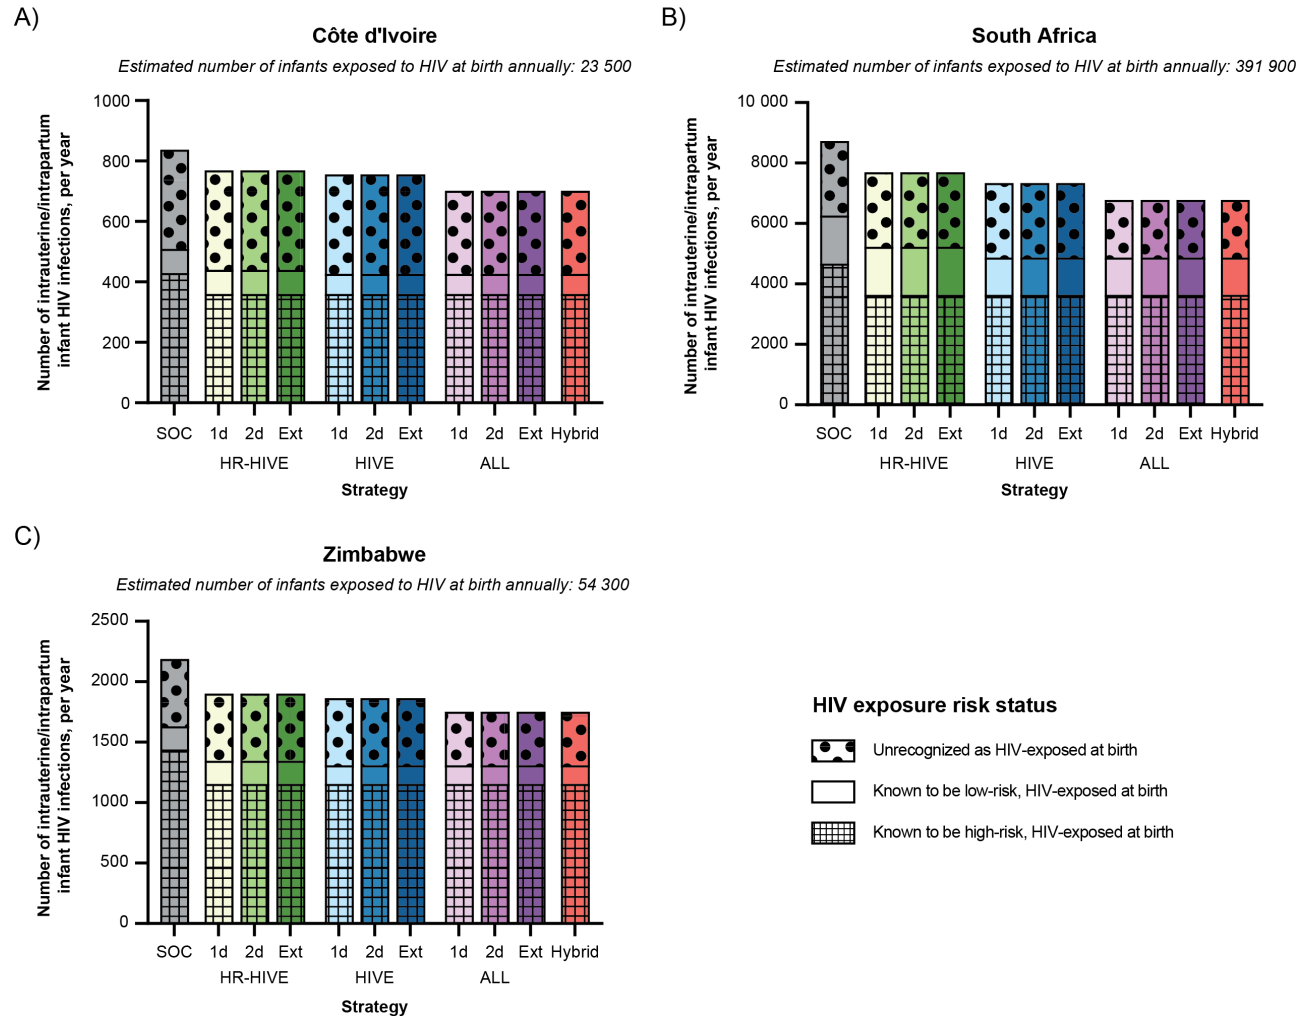 A)
Côte d'Ivoire
Estimated number of infants exposed to HIV at birth annually: 23 500
Number of intrauterine/intrapartum
infant HIV infections, per year
1000
800
600
400
200
0
SOC 1d 2d Ext 1d 2d Ext 1d 2d Ext Hybrid
HR-HIVE HIVE ALL
Strategy
B)
South Africa
Estimated number of infants exposed to HIV at birth annually: 391 900
Number of intrauterine/intrapartum
infant HIV infections, per year
10 000
8000
6000
4000
2000
0
SOC 1d 2d Ext 1d 2d Ext 1d 2d Ext Hybrid
HR-HIVE HIVE ALL
Strategy
C)
Zimbabwe
Estimated number of infants exposed to HIV at birth annually: 54 300
Number of intrauterine/intrapartum
infant HIV infections, per year
2500
2000
1500
1000
500
0
SOC 1d 2d Ext 1d 2d Ext 1d 2d Ext Hybrid
HR-HIVE HIVE ALL
Strategy
HIV exposure risk status
Unrecognized as HIV-exposed at birth
Known to be low-risk, HIV-exposed at birth
Known to be high-risk, HIV-exposed at birth